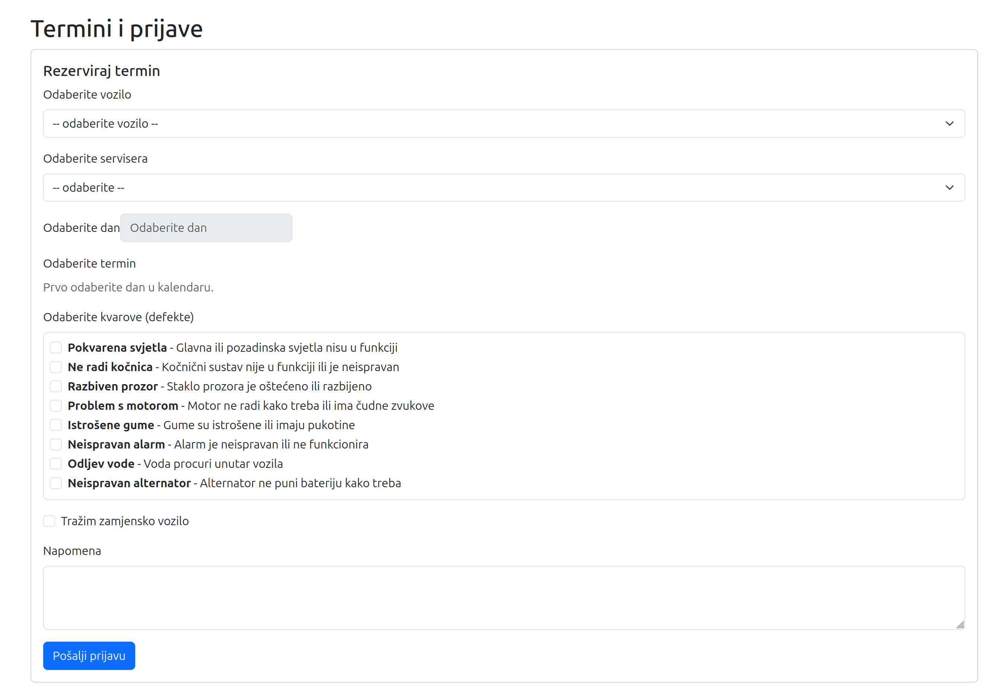 Termini i prijave
Rezerviraj termin
Odaberite vozilo
-- odaberite vozilo --
Odaberite servisera
-- odaberite --
Odaberite dan Odaberite dan
Odaberite termin
Prvo odaberite dan u kalendaru.
Odaberite kvarove (defekte)
Pokvarena svjetla - Glavna ili pozadinska svjetla nisu u funkciji
Ne radi kočnica - Kočnični sustav nije u funkciji ili je neispravan
Razbiven prozor - Staklo prozora je oštećeno ili razbijeno
Problem s motorom - Motor ne radi kako treba ili ima čudne zvukove
Istrošene gume - Gume su istrošene ili imaju pukotine
Neispravan alarm - Alarm je neispravan ili ne funkcionira
Odljev vode - Voda procuri unutar vozila
Neispravan alternator - Alternator ne puni bateriju kako treba
Tražim zamjensko vozilo
Napomena
Pošalji prijavu